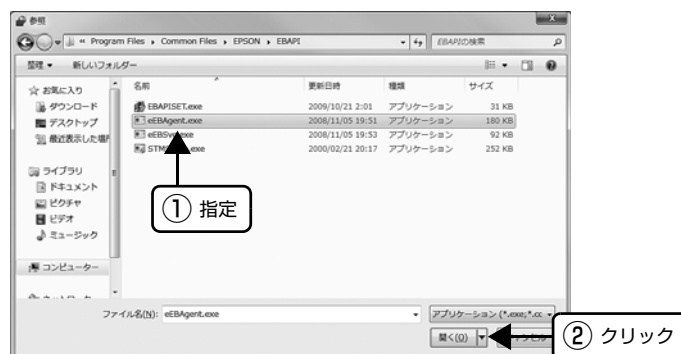 参照
« Program Files ▸ Common Files ▸ EPSON ▸ EBAPI
EBAPIの検索
整理 ▼ 新しいフォルダー
お気に入り
ダウンロード
デスクトップ
最近表示した場所
ライブラリ
ドキュメント
ピクチャ
ビデオ
ミュージック
コンピューター
名前 更新日時 種類 サイズ
EBAPISET.exe 2009/10/21 2:01 アプリケーション 31 KB
eEBAgent.exe 2008/11/05 19:51 アプリケーション 180 KB
2008/11/05 19:53 アプリケーション 92 KB
2000/02/21 20:17 アプリケーション 252 KB
① 指定
ファイル名(N): eEBAgent.exe
アプリケーション (*.exe;*.cc
開く(O)
② クリック